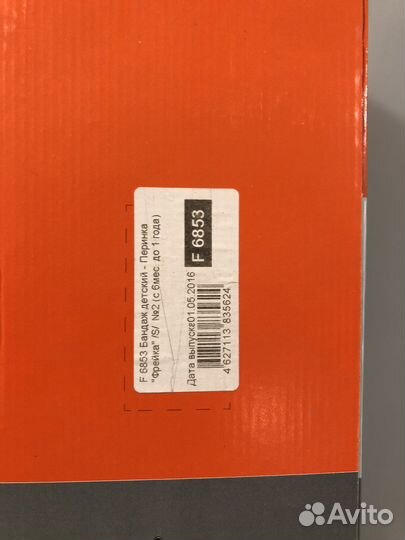 F 6853 Бандаж детский - Перинка
"Фрейка" /S/ №2 (с 6мес. до 1 года)
F 6853
Дата выпуска01.05.2016
4 627113 835624
Avito